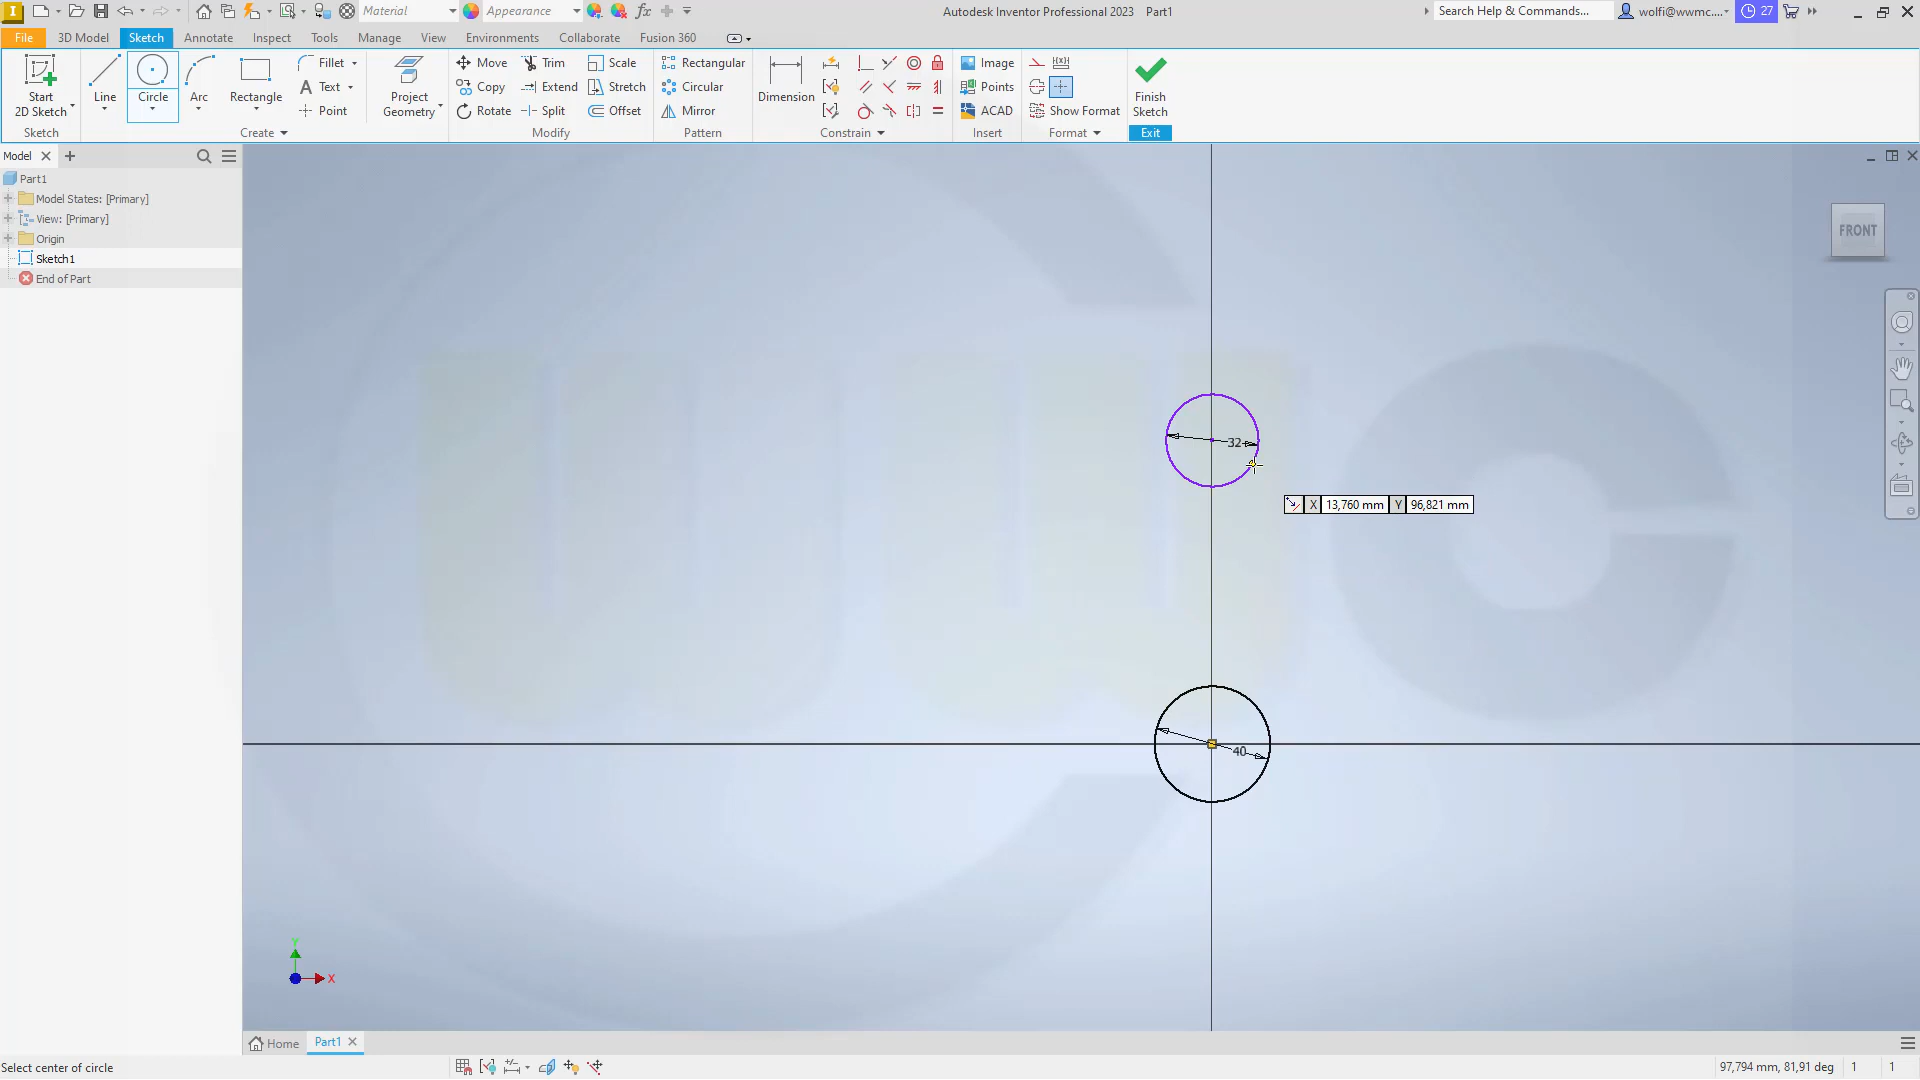 Material
Appearance
Autodesk Inventor Professional 2023 Part1
Search Help & Commands...
wolfi@wwmc....
27
File 3D Model Sketch Annotate Inspect Tools Manage View Environments Collaborate Fusion 360
Start
2D Sketch
Line
Circle
Arc
Rectangle
Fillet
Text
Point
Project
Geometry
Move
Copy
Rotate
Trim
Extend
Split
Scale
Stretch
Offset
Rectangular
Circular
Mirror
Dimension
Image
Points
ACAD
Show Format
Finish
Sketch
Sketch Create Modify Pattern Constrain Insert Format Exit
Model
Part1
Model States: [Primary]
View: [Primary]
Origin
Sketch1
End of Part
FRONT
32
X 13,760 mm Y 96,821 mm
40
Y
X
Home Part1
Select center of circle
97,794 mm, 81,91 deg 1 1